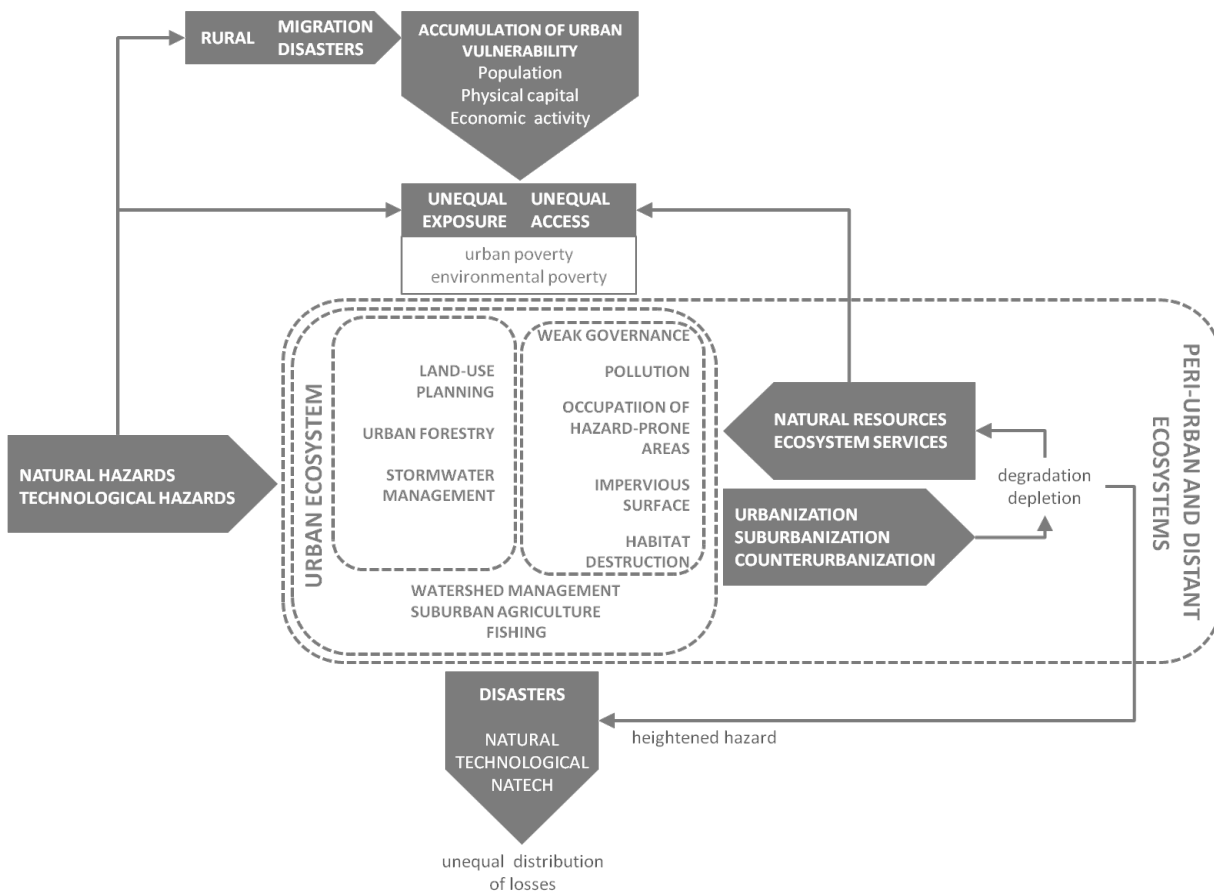 RURAL MIGRATION
DISASTERS
ACCUMULATION OF URBAN
VULNERABILITY
Population
Physical capital
Economic activity
UNEQUAL UNEQUAL
EXPOSURE ACCESS
urban poverty
environmental poverty
NATURAL HAZARDS
TECHNOLOGICAL HAZARDS
URBAN ECOSYSTEM
LAND-USE
PLANNING
URBAN FORESTRY
STORMWATER
MANAGEMENT
WEAK GOVERNANCE
POLLUTION
OCCUPATIION OF
HAZARD-PRONE
AREAS
IMPERVIOUS
SURFACE
HABITAT
DESTRUCTION
WATERSHED MANAGEMENT
SUBURBAN AGRICULTURE
FISHING
NATURAL RESOURCES
ECOSYSTEM SERVICES
URBANIZATION
SUBURBANIZATION
COUNTERURBANIZATION
degradation
depletion
PERI-URBAN AND DISTANT
ECOSYSTEMS
DISASTERS
NATURAL
TECHNOLOGICAL
NATECH
heightened hazard
unequal distribution
of losses